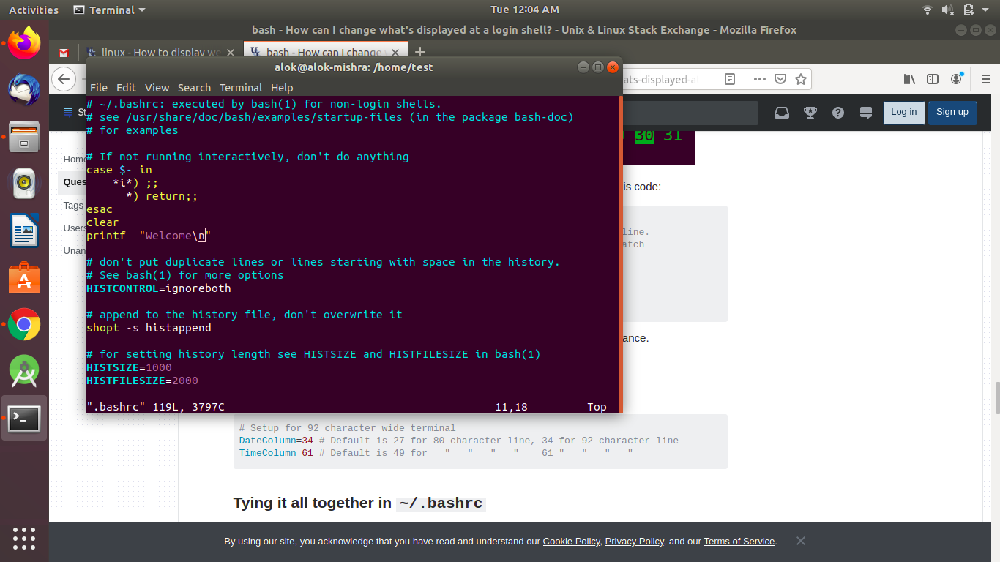 Activities
Terminal
Tue 12:04 AM
bash - How can I change what's displayed at a login shell? - Unix & Linux Stack Exchange - Mozilla Firefox
linux - How to display we
bash - How can I change
alok@alok-mishra: /home/test
ats-displayed-a
File Edit View Search Terminal Help
Log in
Sign up
# ~/.bashrc: executed by bash(1) for non-login shells.
# see /usr/share/doc/bash/examples/startup-files (in the package bash-doc)
# for examples
30 31
# If not running interactively, don't do anything
case $- in
*i*) ;;
*) return;;
esac
clear
printf "Welcome\n"
# don't put duplicate lines or lines starting with space in the history.
# See bash(1) for more options
HISTCONTROL=ignoreboth
# append to the history file, don't overwrite it
shopt -s histappend
# for setting history length see HISTSIZE and HISTFILESIZE in bash(1)
HISTSIZE=1000
HISTFILESIZE=2000
".bashrc" 119L, 3797C 11,18 Top
St
Home
Ques
Tags
Users
Unan
is code:
line.
atch
ance.
# Setup for 92 character wide terminal
DateColumn=34 # Default is 27 for 80 character line, 34 for 92 character line
TimeColumn=61 # Default is 49 for " " " " 61 " " " "
Tying it all together in ~/.bashrc
By using our site, you acknowledge that you have read and understand our Cookie Policy, Privacy Policy, and our Terms of Service.